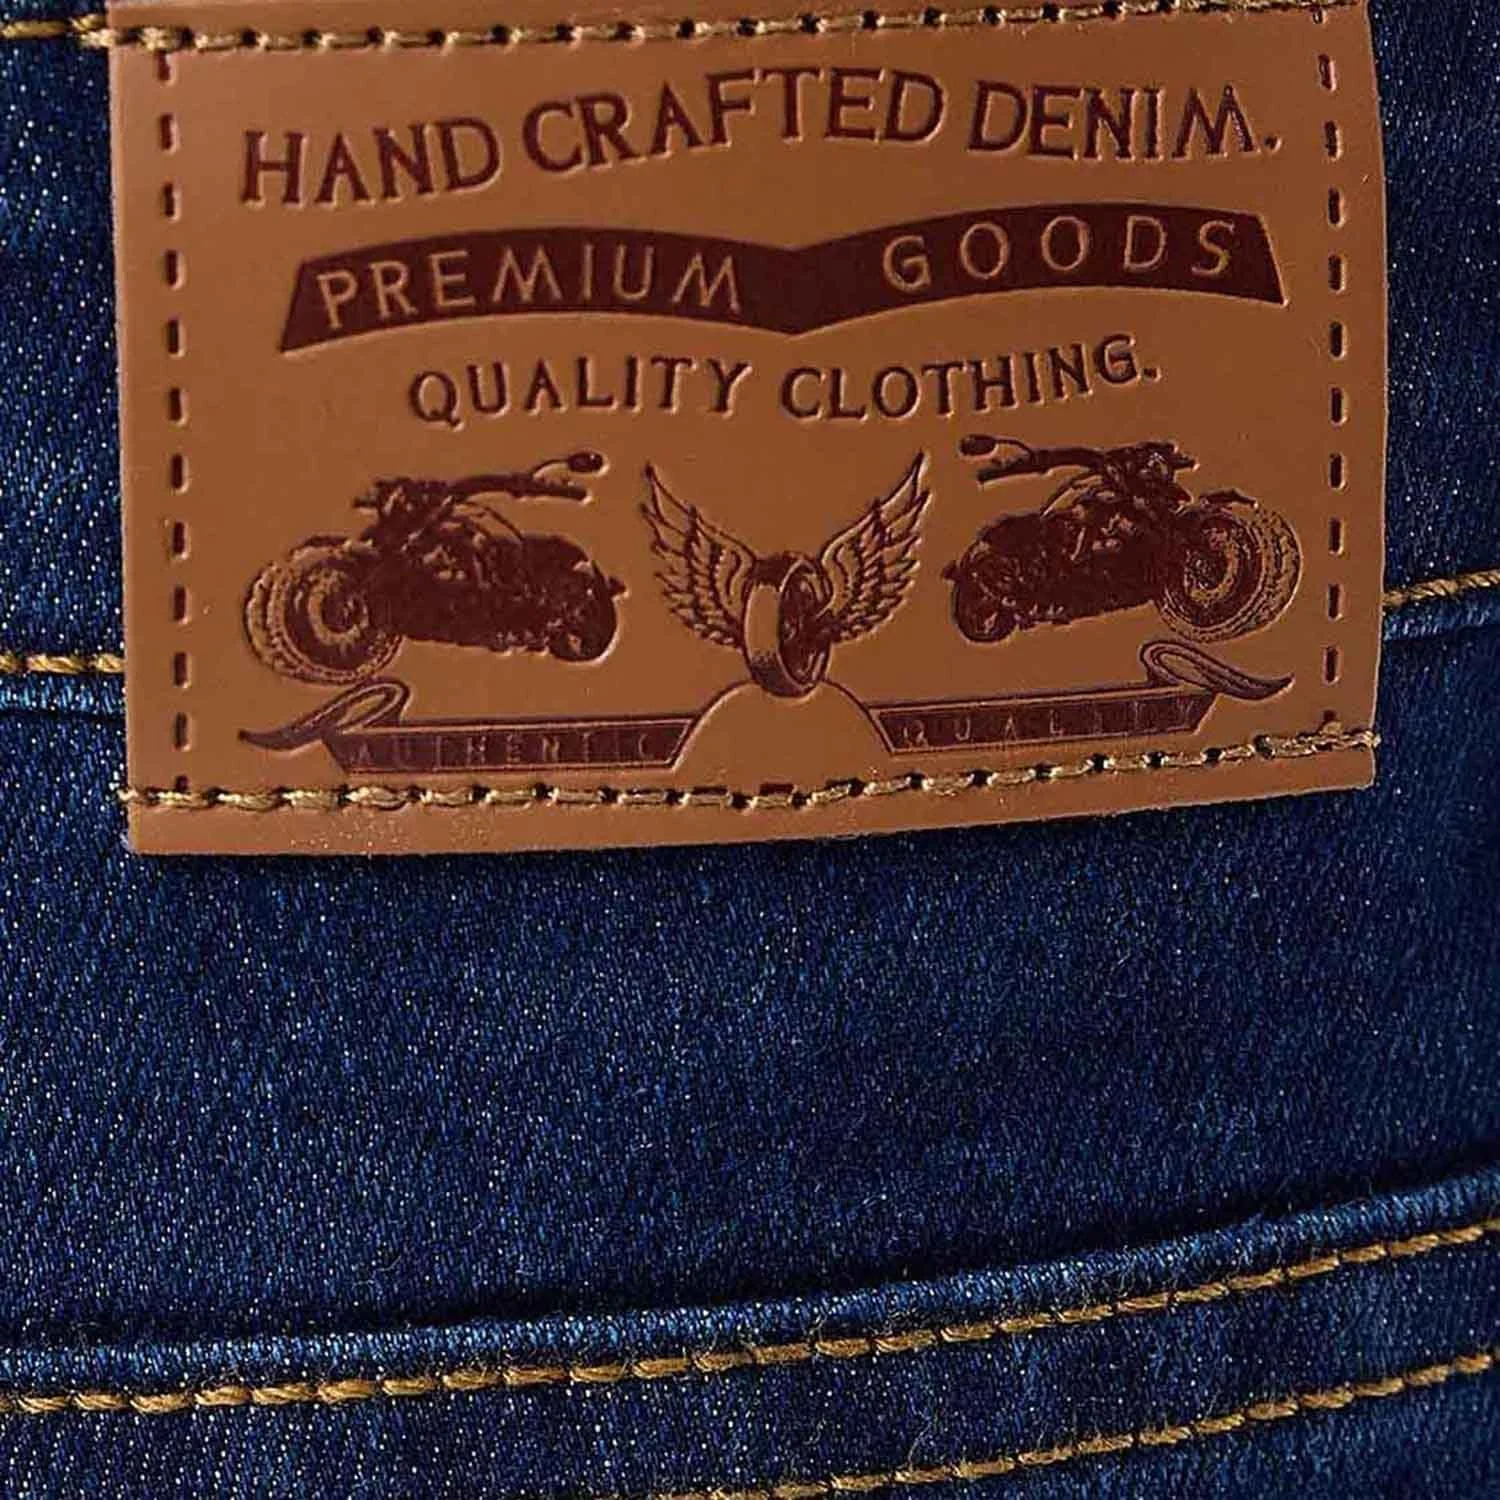 HAND CRAFTED DENIM.
PREMIUM GOODS
QUALITY CLOTHING.
AUTHENTIC QUALITY